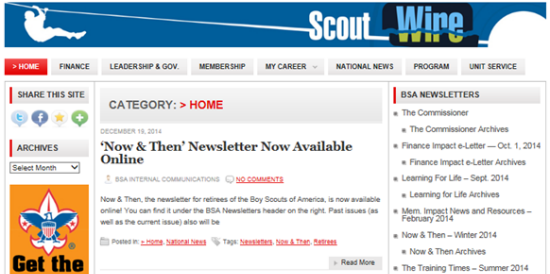 Scout Wire
> HOME
FINANCE
LEADERSHIP & GOV.
MEMBERSHIP
MY CAREER
NATIONAL NEWS
PROGRAM
UNIT SERVICE
SHARE THIS SITE
ARCHIVES
Select Month
Get the
CATEGORY: > HOME
DECEMBER 19, 2014
‘Now & Then’ Newsletter Now Available
Online
BSA INTERNAL COMMUNICATIONS
NO COMMENTS
Now & Then, the newsletter for retirees of the Boy Scouts of America, is now available
online! You can find it under the BSA Newsletters header on the right. Past issues (as
well as the current issue) also will be
Posted in: > Home, National News Tags: Newsletters, Now & Then, Retirees
» Read More
BSA NEWSLETTERS
The Commissioner
The Commissioner Archives
Finance Impact e-Letter — Oct. 1, 2014
Finance Impact e-Letter Archives
Learning For Life – Sept. 2014
Learning for Life Archives
Mem. Impact News and Resources –
February 2014
Now & Then – Winter 2014
Now & Then Archives
The Training Times – Summer 2014